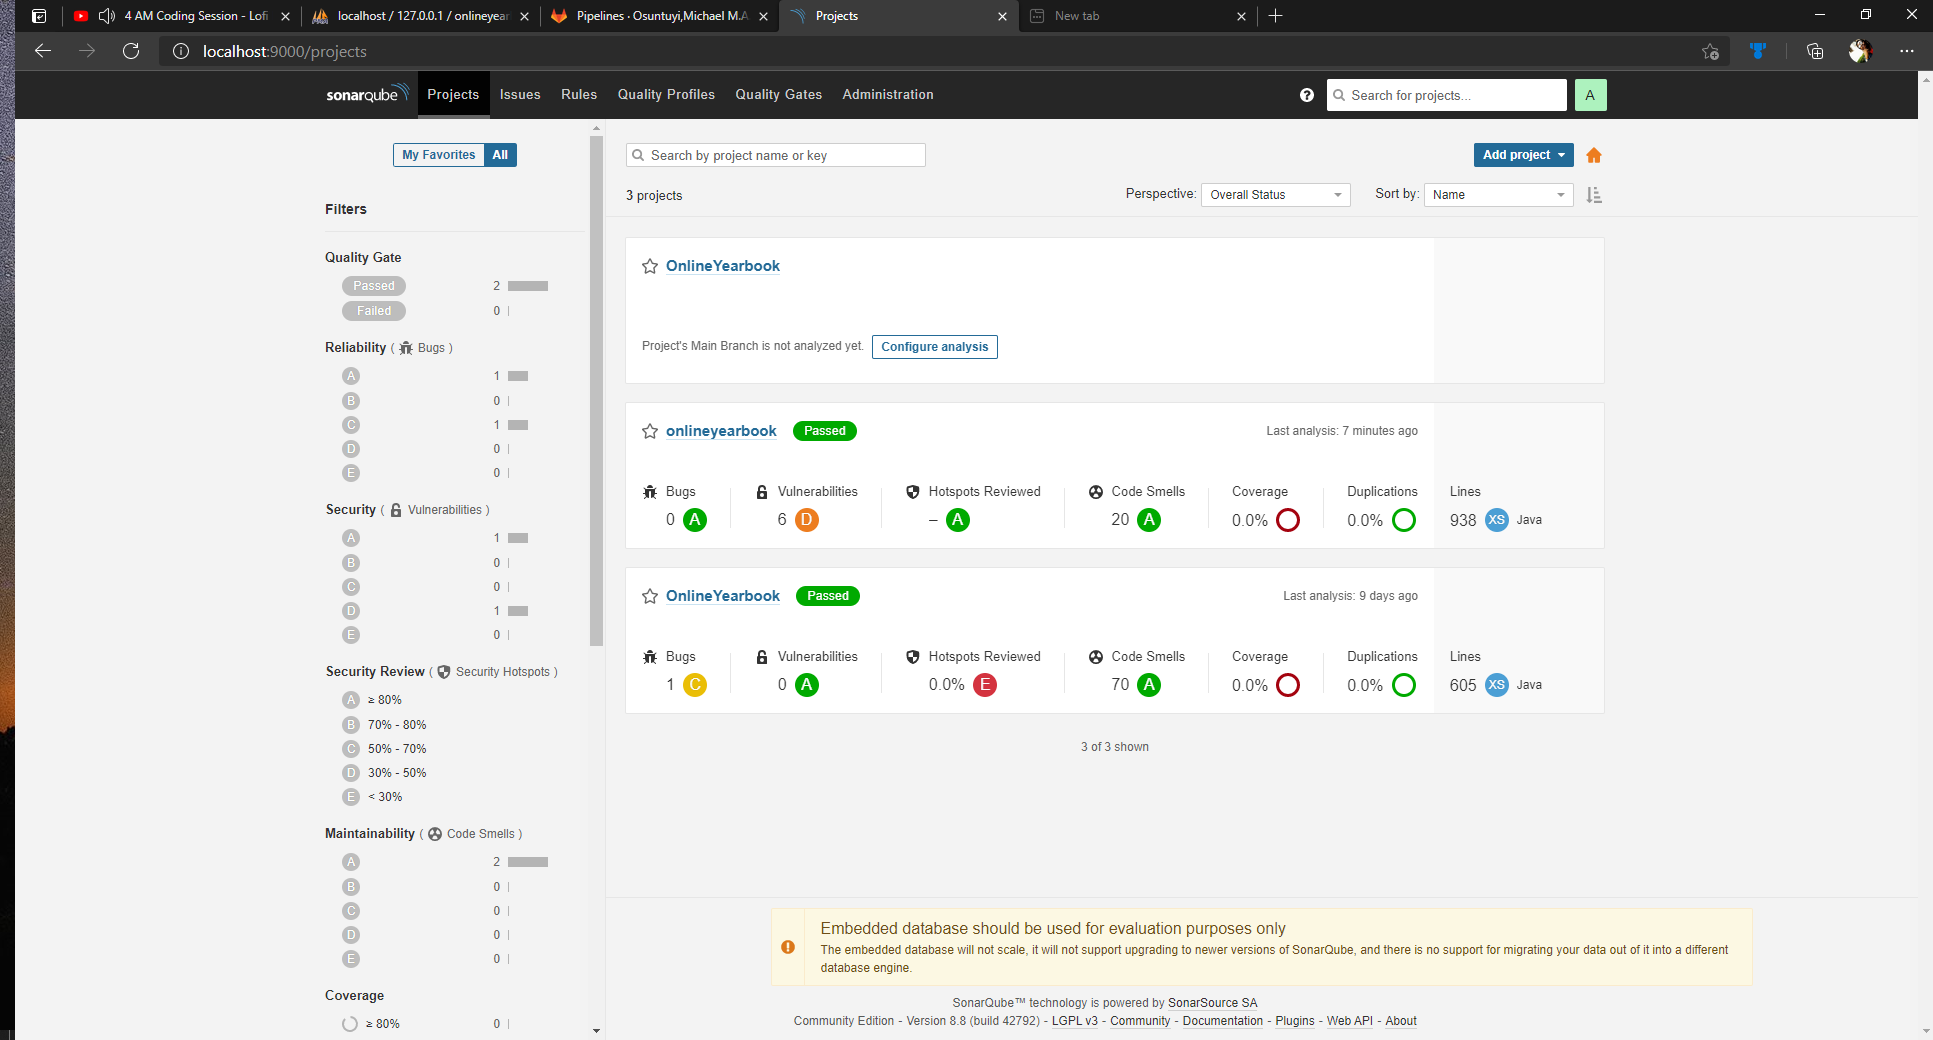 4 AM Coding Session - Lofi
localhost / 127.0.0.1 / onlineyear
Pipelines · Osuntuyi,Michael M.A
Projects
New tab
localhost:9000/projects
sonarqube
Projects
Issues
Rules
Quality Profiles
Quality Gates
Administration
Search for projects...
A
My Favorites
All
Search by project name or key
Add project
3 projects
Perspective:
Overall Status
Sort by:
Name
Filters
Quality Gate
Passed 2
Failed 0
Reliability ( Bugs )
A 1
B 0
C 1
D 0
E 0
Security ( Vulnerabilities )
A 1
B 0
C 0
D 1
E 0
Security Review ( Security Hotspots )
A ≥ 80%
B 70% - 80%
C 50% - 70%
D 30% - 50%
E < 30%
Maintainability ( Code Smells )
A 2
B 0
C 0
D 0
E 0
Coverage
≥ 80% 0
OnlineYearbook
Project's Main Branch is not analyzed yet. Configure analysis
onlineyearbook Passed Last analysis: 7 minutes ago
Bugs Vulnerabilities Hotspots Reviewed Code Smells Coverage Duplications Lines
0 A 6 D – A 20 A 0.0% 0.0% 938 XS Java
OnlineYearbook Passed Last analysis: 9 days ago
Bugs Vulnerabilities Hotspots Reviewed Code Smells Coverage Duplications Lines
1 C 0 A 0.0% E 70 A 0.0% 0.0% 605 XS Java
3 of 3 shown
Embedded database should be used for evaluation purposes only
The embedded database will not scale, it will not support upgrading to newer versions of SonarQube, and there is no support for migrating your data out of it into a different
database engine.
SonarQube™ technology is powered by SonarSource SA
Community Edition - Version 8.8 (build 42792) - LGPL v3 - Community - Documentation - Plugins - Web API - About